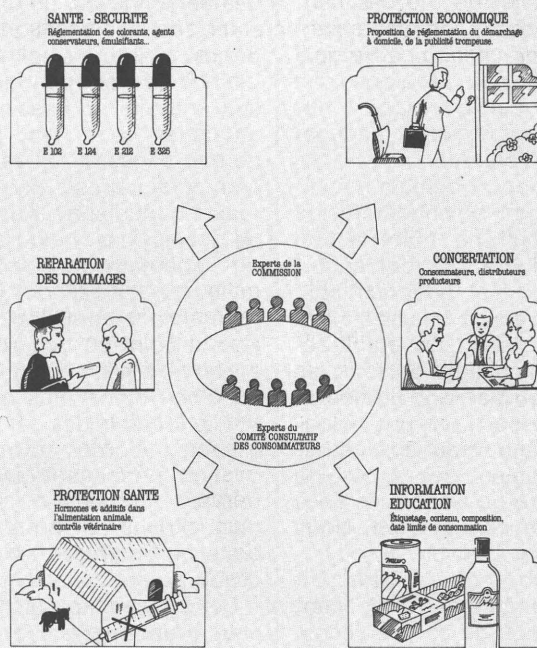 SANTE - SECURITE
Réglementation des colorants, agents
conservateurs, émulsifiants...
E 102 E 124 E 212 E 325
PROTECTION ECONOMIQUE
Proposition de réglementation du démarchage
à domicile, de la publicité trompeuse.
REPARATION
DES DOMMAGES
Experts de la
COMMISSION
CONCERTATION
Consommateurs, distributeurs
producteurs
Experts du
COMITÉ CONSULTATIF
DES CONSOMMATEURS
PROTECTION SANTE
Hormones et additifs dans
l'alimentation animale,
contrôle vétérinaire
INFORMATION
EDUCATION
Étiquetage, contenu, composition,
date limite de consommation